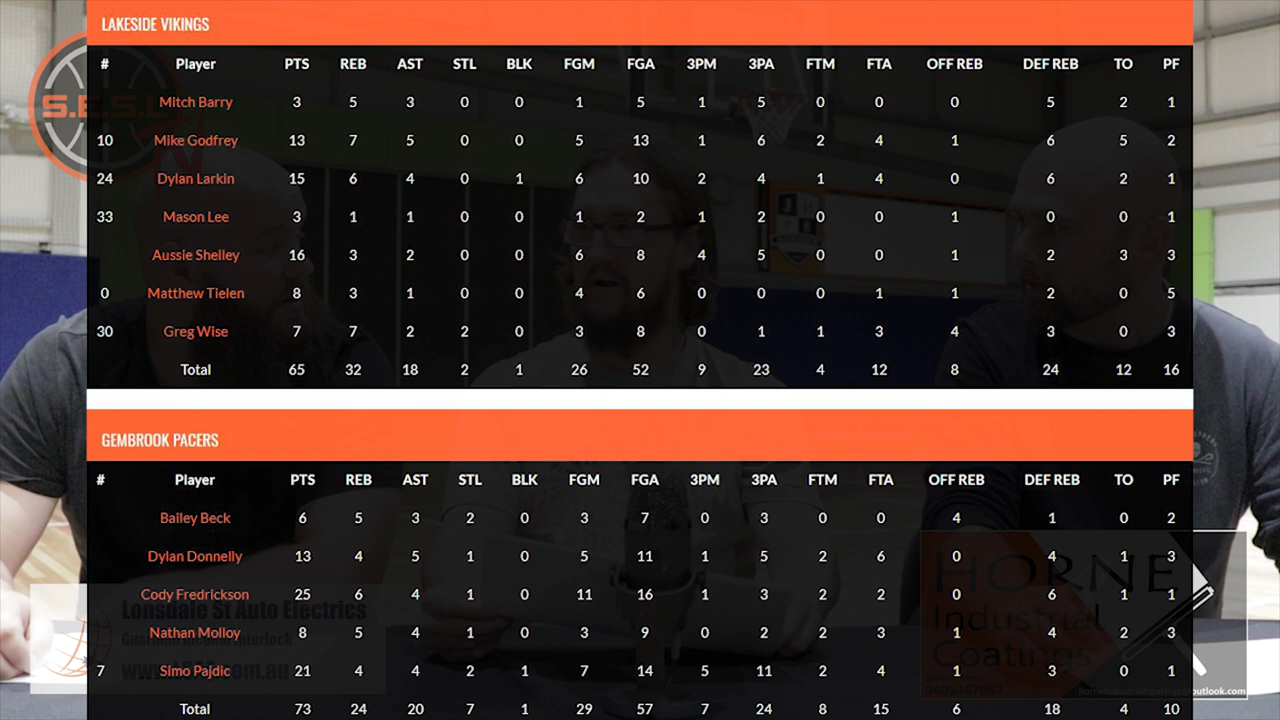 LAKESIDE VIKINGS
# Player PTS REB AST STL BLK FGM FGA 3PM 3PA FTM FTA OFF REB DEF REB TO PF
Mitch Barry 3 5 3 0 0 1 5 1 5 0 0 0 5 2 1
10 Mike Godfrey 13 7 5 0 0 5 13 1 6 2 4 1 6 5 2
24 Dylan Larkin 15 6 4 0 1 6 10 2 4 1 4 0 6 2 1
33 Mason Lee 3 1 1 0 0 1 2 1 2 0 0 1 0 0 1
Aussie Shelley 16 3 2 0 0 6 8 4 5 0 0 1 2 3 3
0 Matthew Tielen 8 3 1 0 0 4 6 0 0 0 1 1 2 0 5
30 Greg Wise 7 7 2 2 0 3 8 0 1 1 3 4 3 0 3
Total 65 32 18 2 1 26 52 9 23 4 12 8 24 12 16
GEMBROOK PACERS
# Player PTS REB AST STL BLK FGM FGA 3PM 3PA FTM FTA OFF REB DEF REB TO PF
Bailey Beck 6 5 3 2 0 3 7 0 3 0 0 4 1 0 2
Dylan Donnelly 13 4 5 1 0 5 11 1 5 2 6 0 4 1 3
Cody Fredrickson 25 6 4 1 0 11 16 1 3 2 2 0 6 1 1
Nathan Molloy 8 5 4 1 0 3 9 0 2 2 3 1 4 2 3
7 Simo Pajdic 21 4 4 2 1 7 14 5 11 2 4 1 3 0 1
Total 73 24 20 7 1 29 57 7 24 8 15 6 18 4 10
S.E.S.L
Lonsdale St Auto Electrics
HORNE
Industrial
Coatings